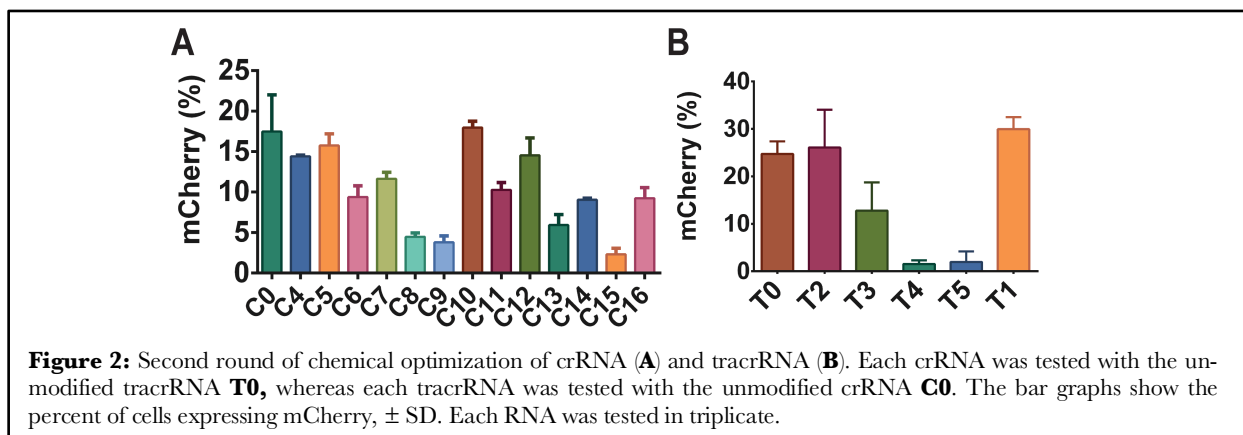 A
B
mCherry (%)
25
20
15
10
5
0
C0 C4 C5 C6 C7 C8 C9 C10 C11 C12 C13 C14 C15 C16
mCherry (%)
40
30
20
10
0
T0 T2 T3 T4 T5 T1
Figure 2: Second round of chemical optimization of crRNA (A) and tracrRNA (B). Each crRNA was tested with the un-
modified tracrRNA T0, whereas each tracrRNA was tested with the unmodified crRNA C0. The bar graphs show the
percent of cells expressing mCherry, ± SD. Each RNA was tested in triplicate.